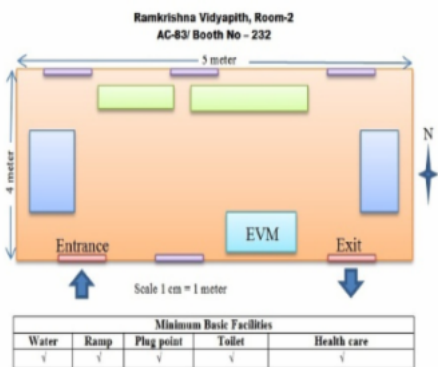 Ramkrishna Vidyapith, Room-2
AC-83/ Booth No – 232
5 meter
4 meter
N
EVM
Entrance
Exit
Scale 1 cm = 1 meter
Minimum Basic Facilities
Water Ramp Plug point Toilet Health care
√ √ √ √ √